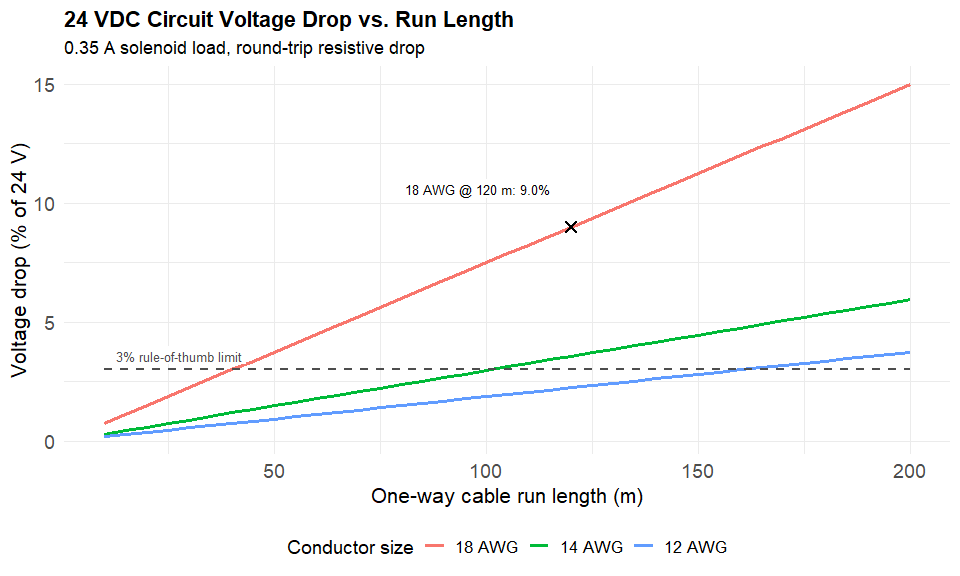 24 VDC Circuit Voltage Drop vs. Run Length
0.35 A solenoid load, round-trip resistive drop
Voltage drop (% of 24 V)
15
10
5
0
18 AWG @ 120 m: 9.0%
3% rule-of-thumb limit
50 100 150 200
One-way cable run length (m)
Conductor size 18 AWG 14 AWG 12 AWG